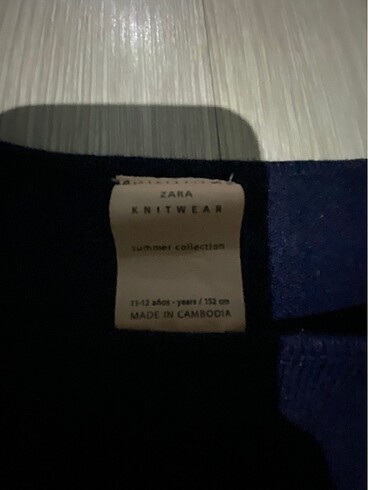 ZARA
KNITWEAR
summer collection
11-12 años - years / 152 cm
MADE IN CAMBODIA